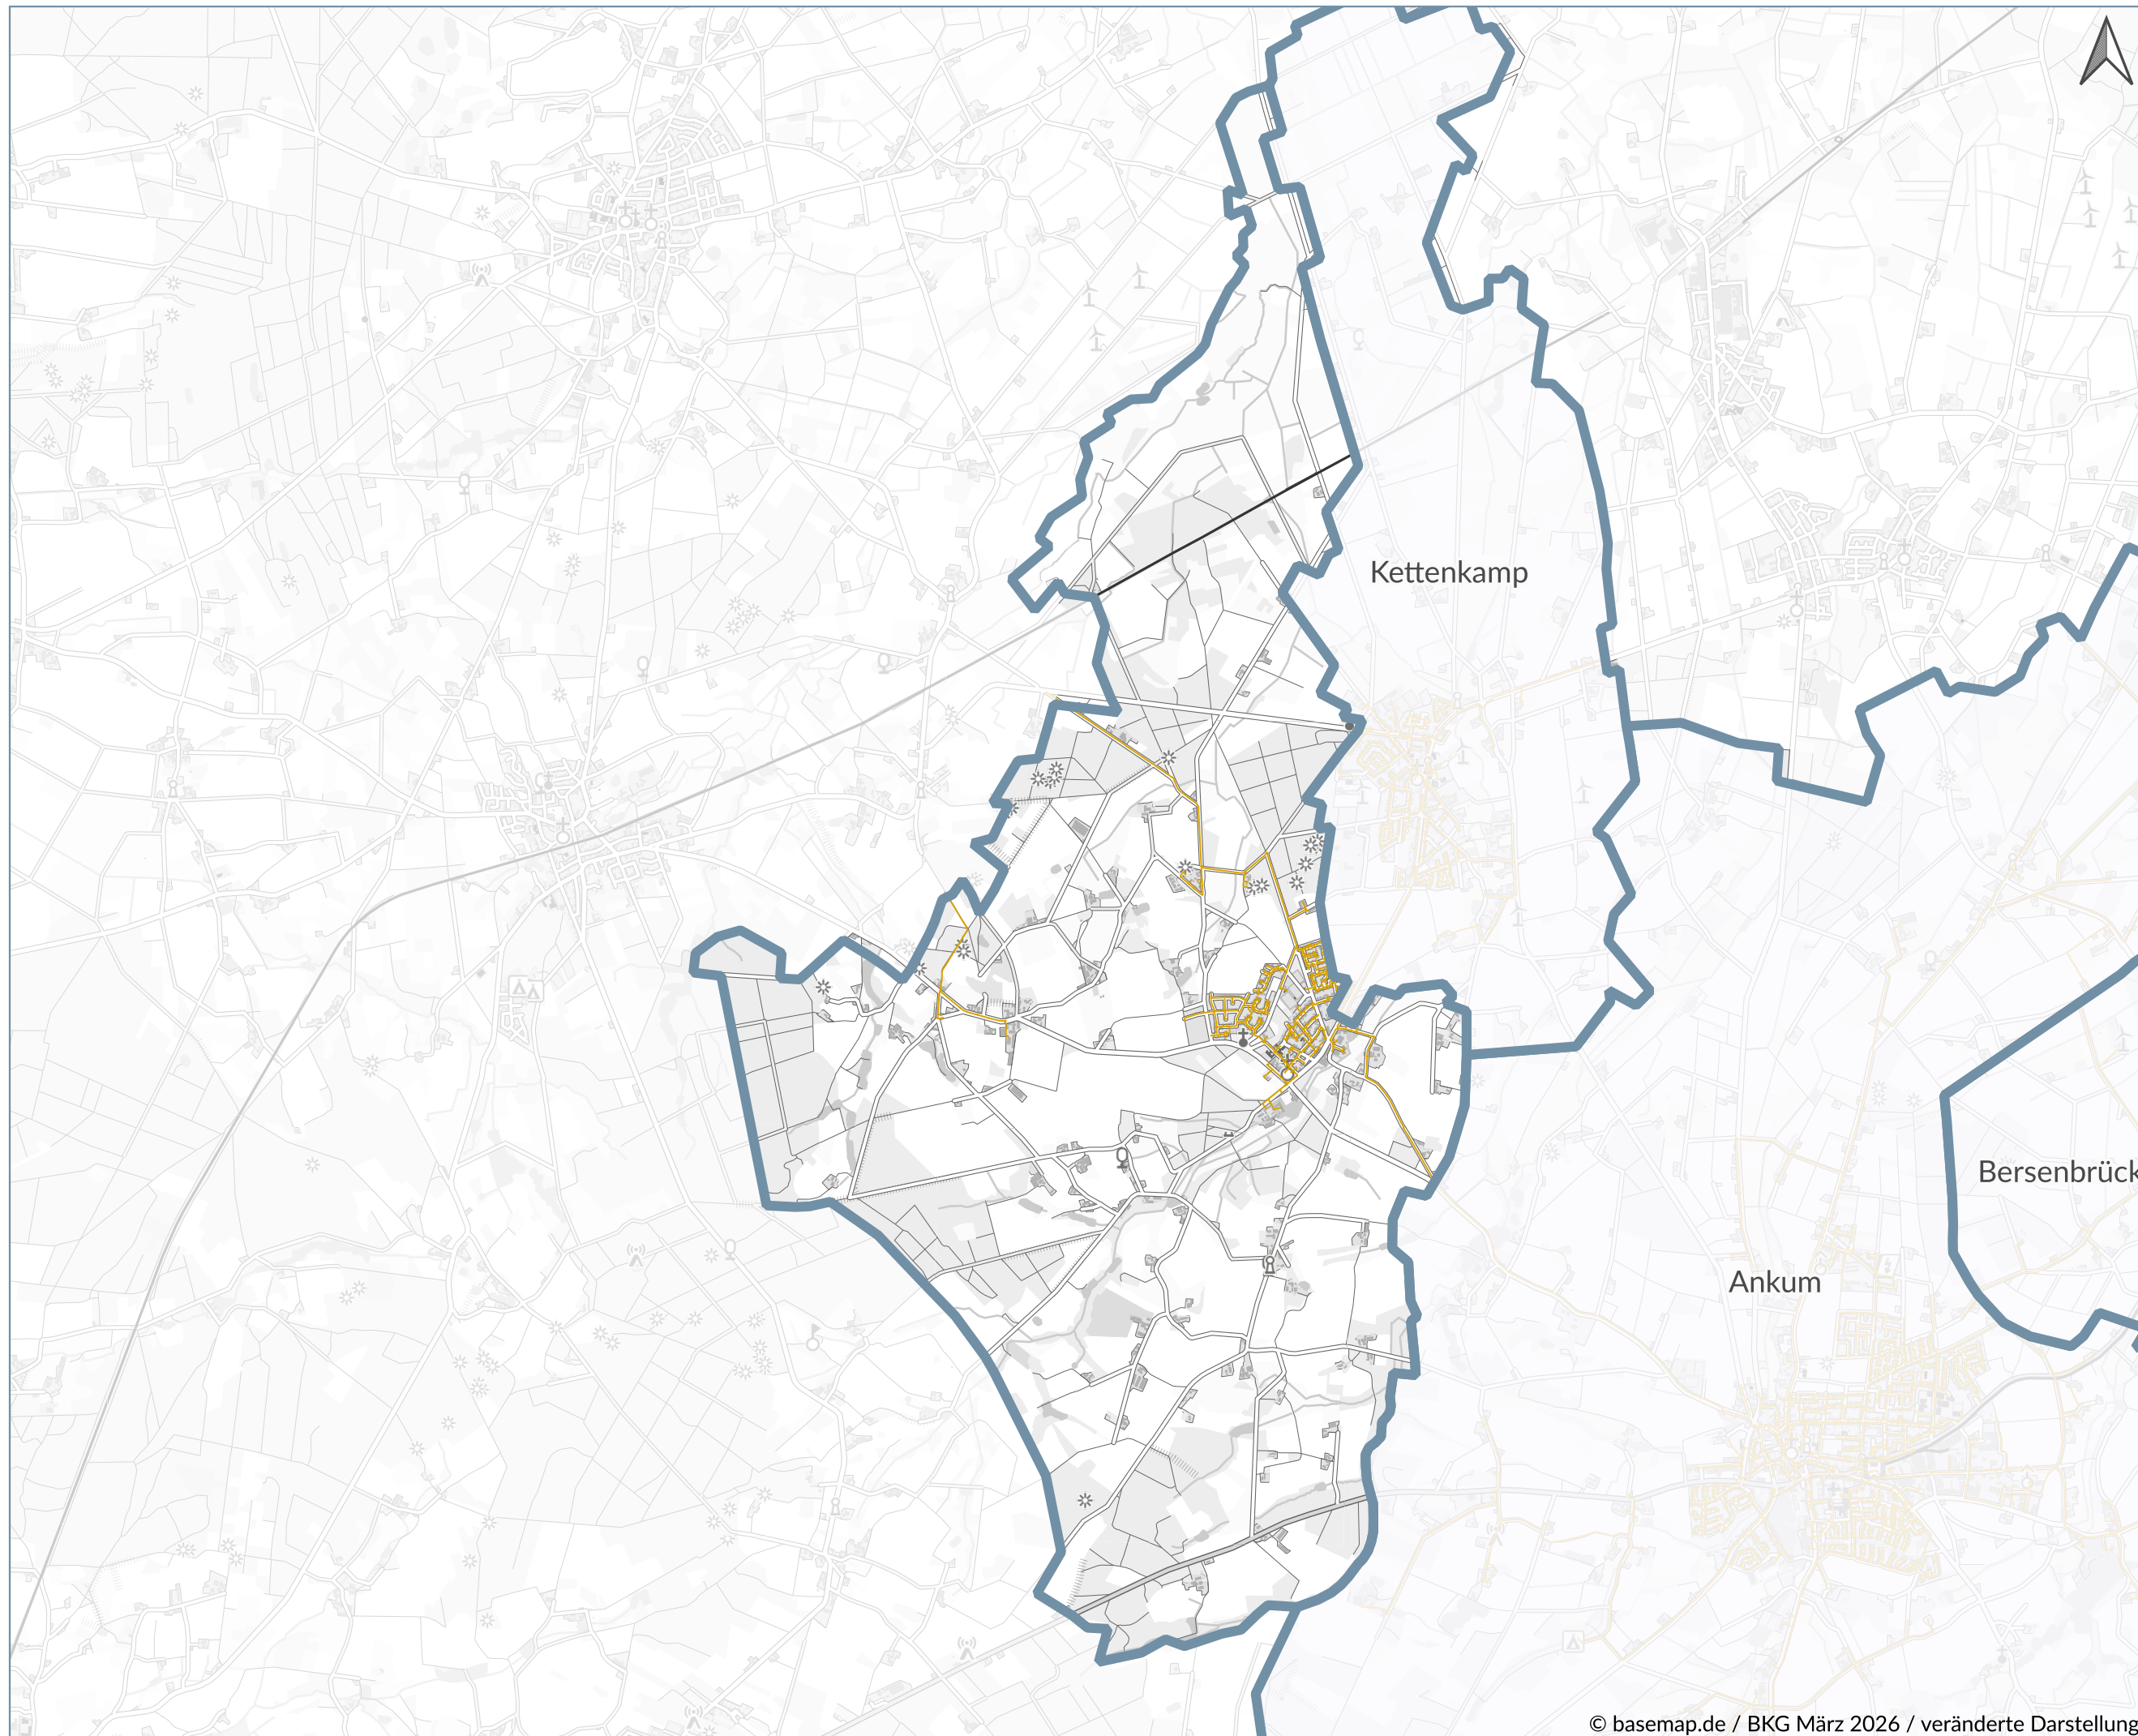 Kettenkamp
Bersenbrück
Ankum
© basemap.de / BKG März 2026 / veränderte Darstellung